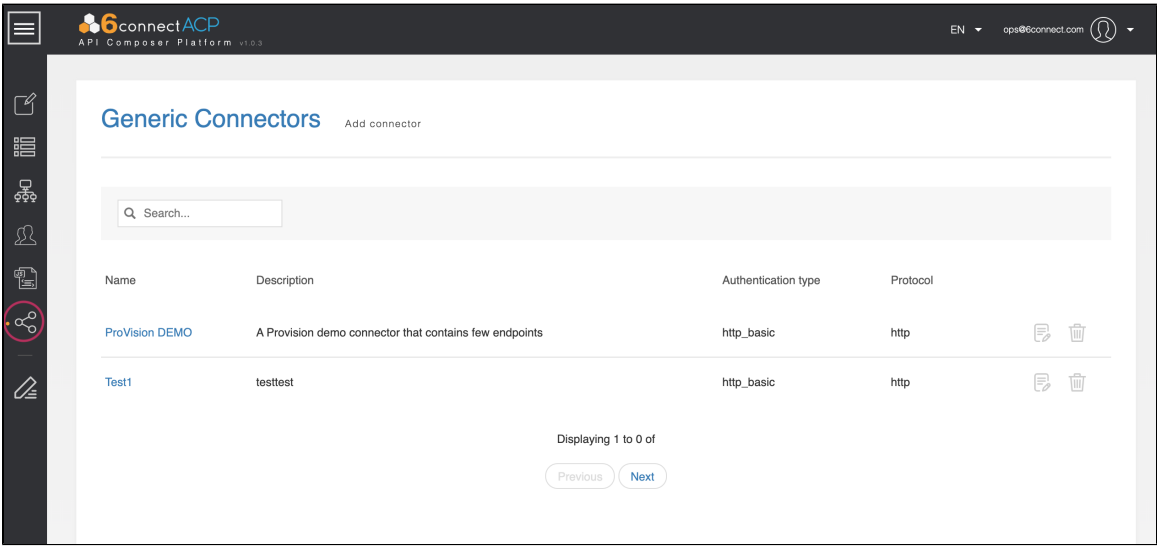 6connect ACP
API Composer Platform v1.0.3
EN
ops@6connect.com
Generic Connectors
Add connector
Search...
Name Description Authentication type Protocol
ProVision DEMO A Provision demo connector that contains few endpoints http_basic http
Test1 testtest http_basic http
Displaying 1 to 0 of
Previous Next